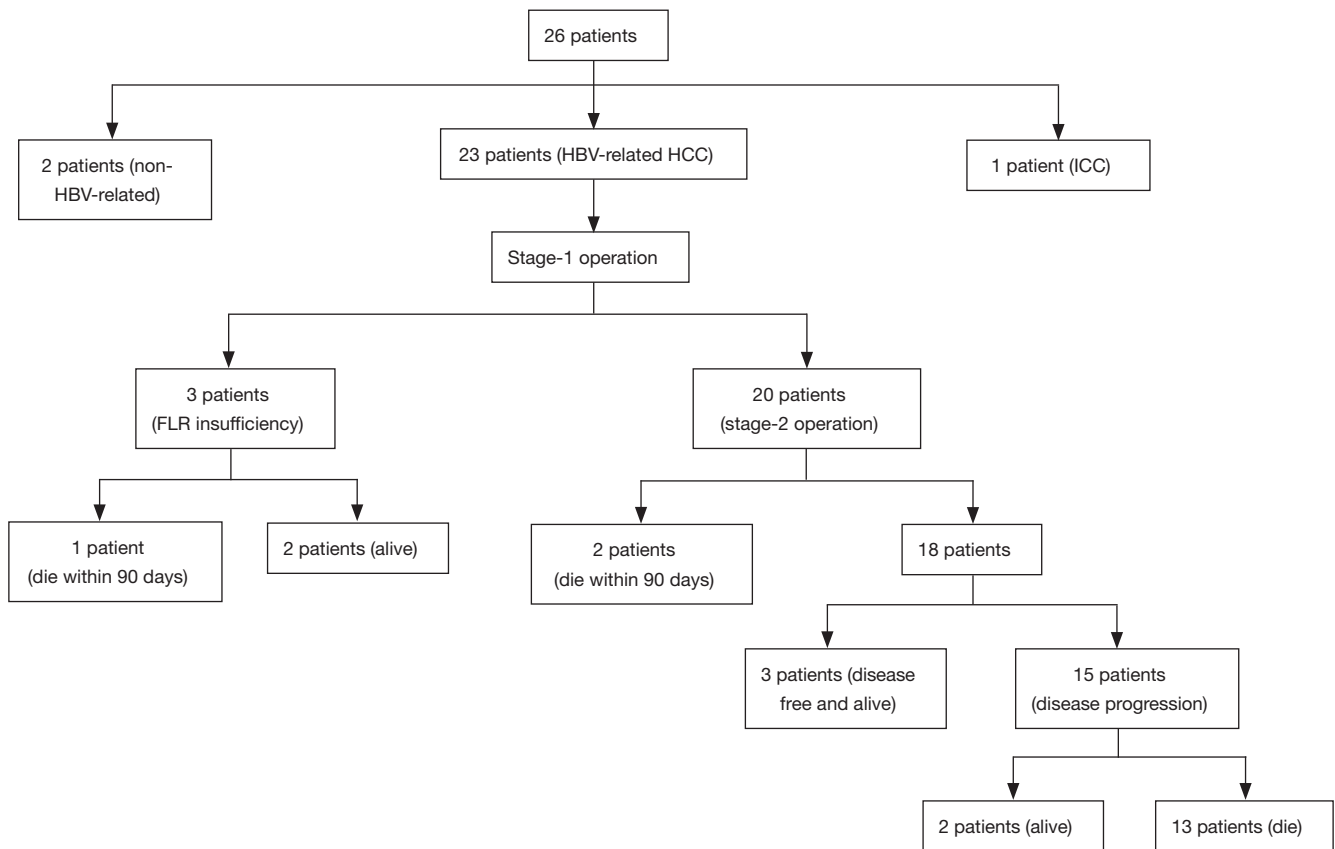 26 patients
2 patients (non-
HBV-related)
23 patients (HBV-related HCC)
1 patient (ICC)
Stage-1 operation
3 patients
(FLR insufficiency)
20 patients
(stage-2 operation)
1 patient
(die within 90 days)
2 patients (alive)
2 patients
(die within 90 days)
18 patients
3 patients (disease
free and alive)
15 patients
(disease progression)
2 patients (alive)
13 patients (die)